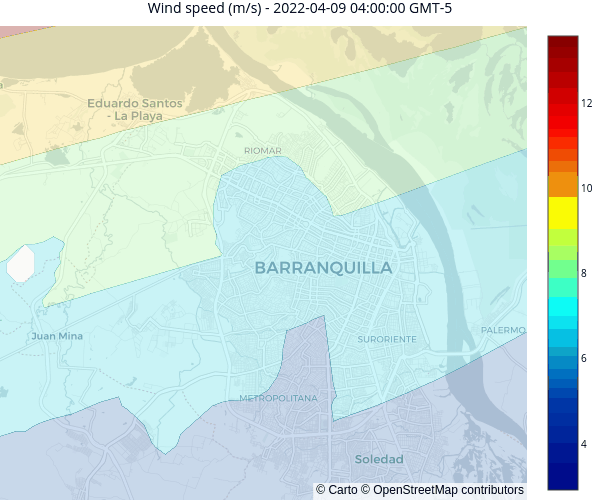 Wind speed (m/s) - 2022-04-09 04:00:00 GMT-5
Eduardo Santos
- La Playa
RIOMAR
BARRANQUILLA
Juan Mina
SURORIENTE
PALERMO
METROPOLITANA
Soledad
12
10
8
6
4
© Carto © OpenStreetMap contributors